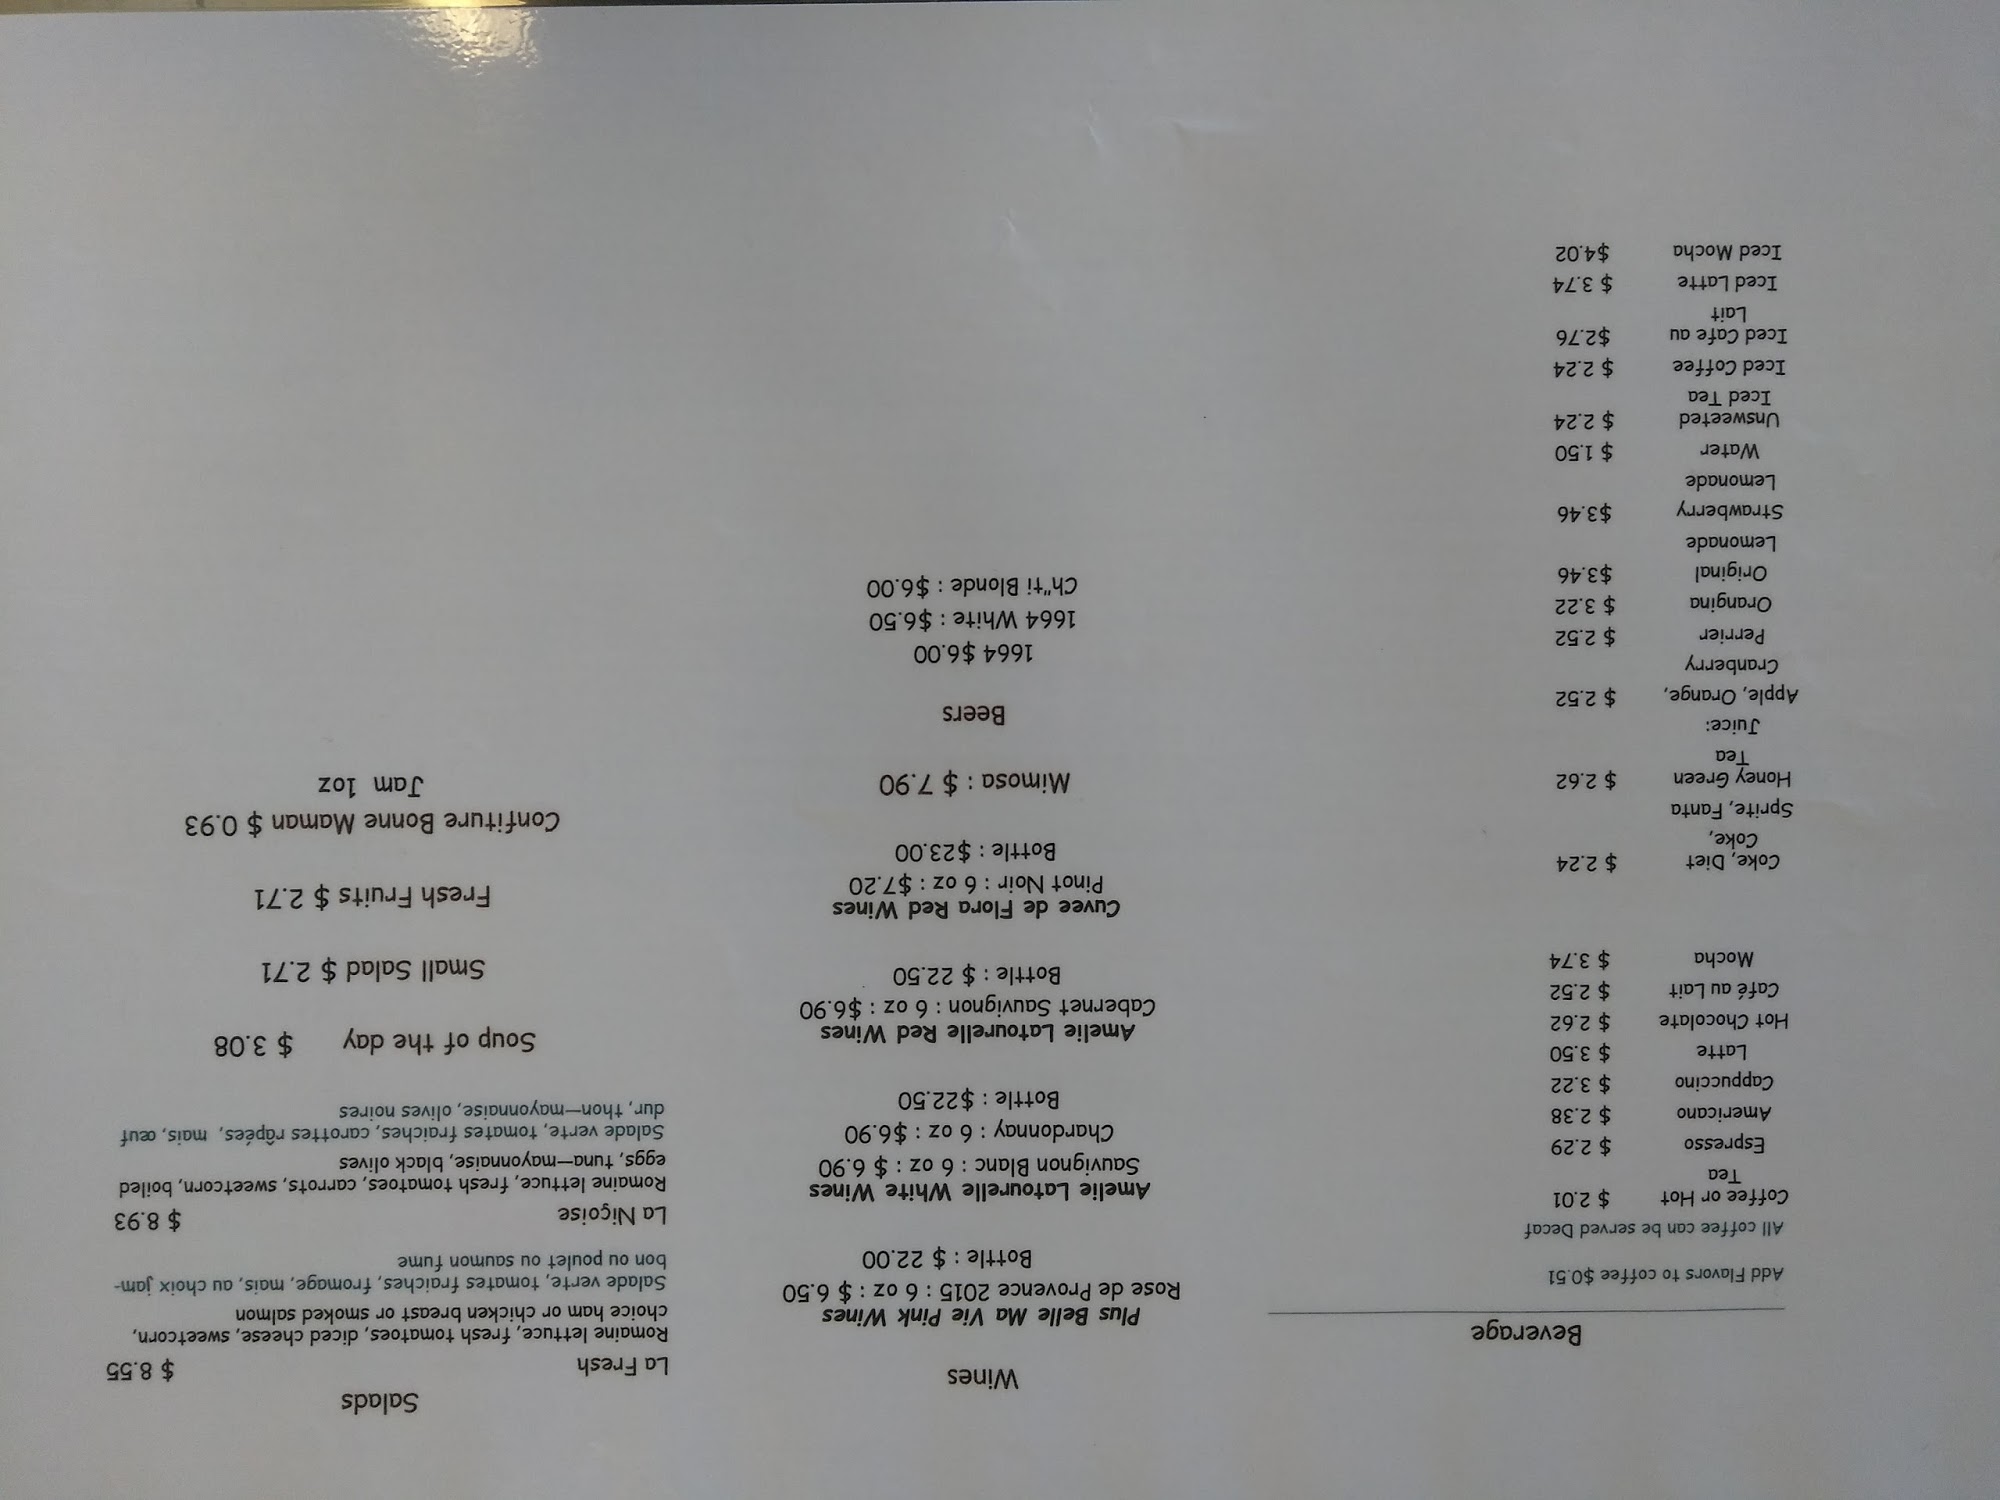 Beverage
Add Flavors to coffee $0.51
All coffee can be served Decaf
Coffee or Hot $ 2.01
Tea
Espresso $ 2.29
Americano $ 2.38
Cappuccino $ 3.22
Latte $ 3.50
Hot Chocolate $ 2.62
Café au Lait $ 2.52
Mocha $ 3.74
Coke, Diet $ 2.24
Coke,
Sprite, Fanta
Honey Green $ 2.62
Tea
Juice:
Apple, Orange, $ 2.52
Cranberry
Perrier $ 2.52
Orangina $ 3.22
Original $3.46
Lemonade
Strawberry $3.46
Lemonade
Water $ 1.50
Unsweeted $ 2.24
Iced Tea
Iced Coffee $ 2.24
Iced Cafe au $2.76
Lait
Iced Latte $ 3.74
Iced Mocha $4.02
Wines
Plus Belle Ma Vie Pink Wines
Rose de Provence 2015 : 6 oz : $ 6.50
Bottle : $ 22.00
Amelie Latourelle White Wines
Sauvignon Blanc : 6 oz : $ 6.90
Chardonnay : 6 oz : $6.90
Bottle : $22.50
Amelie Latourelle Red Wines
Cabernet Sauvignon : 6 oz : $6.90
Bottle : $ 22.50
Cuvee de Flora Red Wines
Pinot Noir : 6 oz : $7.20
Bottle : $23.00
Mimosa : $ 7.90
Beers
1664 $6.00
1664 White : $6.50
Ch"ti Blonde : $6.00
Salads
La Fresh $ 8.55
Romaine lettuce, fresh tomatoes, diced cheese, sweetcorn,
choice ham or chicken breast or smoked salmon
Salade verte, tomates fraiches, fromage, mais, au choix jam-
bon ou poulet ou saumon fume
La Niçoise $ 8.93
Romaine lettuce, fresh tomatoes, carrots, sweetcorn, boiled
eggs, tuna—mayonnaise, black olives
Salade verte, tomates fraiches, carottes râpées, mais, œuf
dur, thon—mayonnaise, olives noires
Soup of the day $ 3.08
Small Salad $ 2.71
Fresh Fruits $ 2.71
Confiture Bonne Maman $ 0.93
Jam 1oz